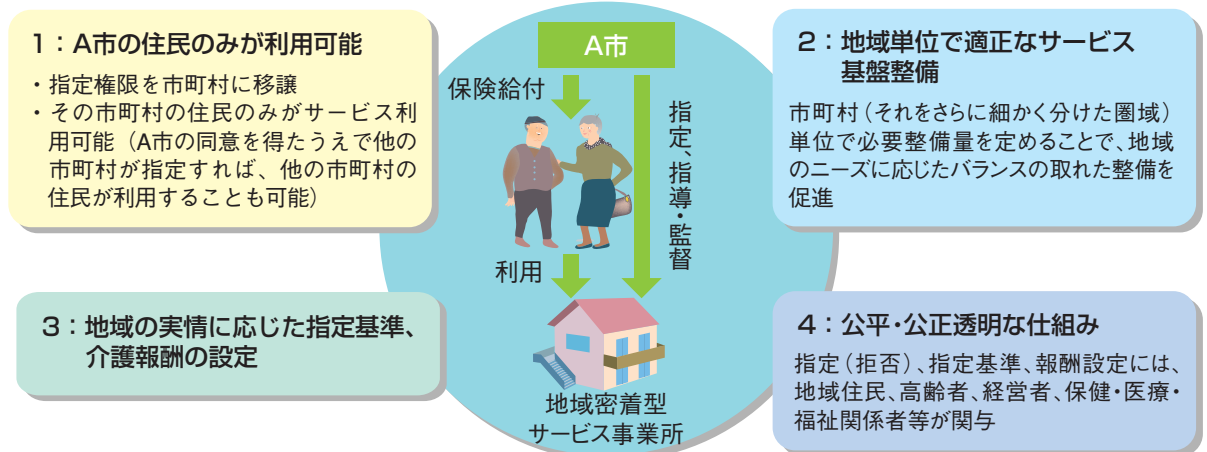 1：A市の住民のみが利用可能
・指定権限を市町村に移譲
・その市町村の住民のみがサービス利
用可能（A市の同意を得たうえで他の
市町村が指定すれば、他の市町村の
住民が利用することも可能）
A市
保険給付
指定、指導・監督
利用
地域密着型
サービス事業所
2：地域単位で適正なサービス
基盤整備
市町村（それをさらに細かく分けた圏域）
単位で必要整備量を定めることで、地域
のニーズに応じたバランスの取れた整備を
促進
3：地域の実情に応じた指定基準、
介護報酬の設定
4：公平・公正透明な仕組み
指定（拒否）、指定基準、報酬設定には、
地域住民、高齢者、経営者、保健・医療・
福祉関係者等が関与